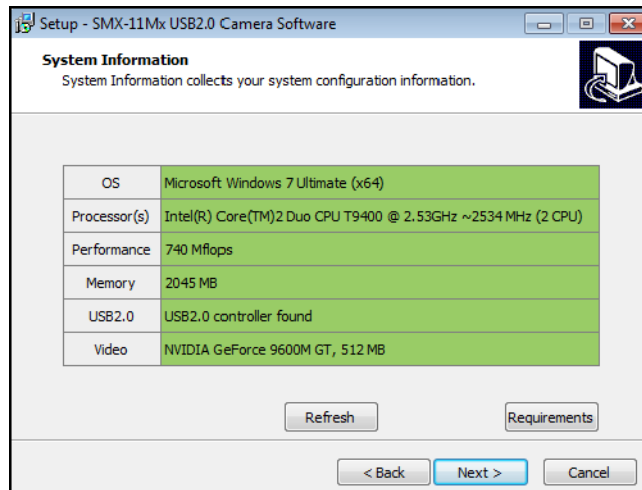 Setup - SMX-11Mx USB2.0 Camera Software
System Information
System Information collects your system configuration information.
OS Microsoft Windows 7 Ultimate (x64)
Processor(s) Intel(R) Core(TM)2 Duo CPU T9400 @ 2.53GHz ~2534 MHz (2 CPU)
Performance 740 Mflops
Memory 2045 MB
USB2.0 USB2.0 controller found
Video NVIDIA GeForce 9600M GT, 512 MB
Refresh Requirements
< Back Next > Cancel